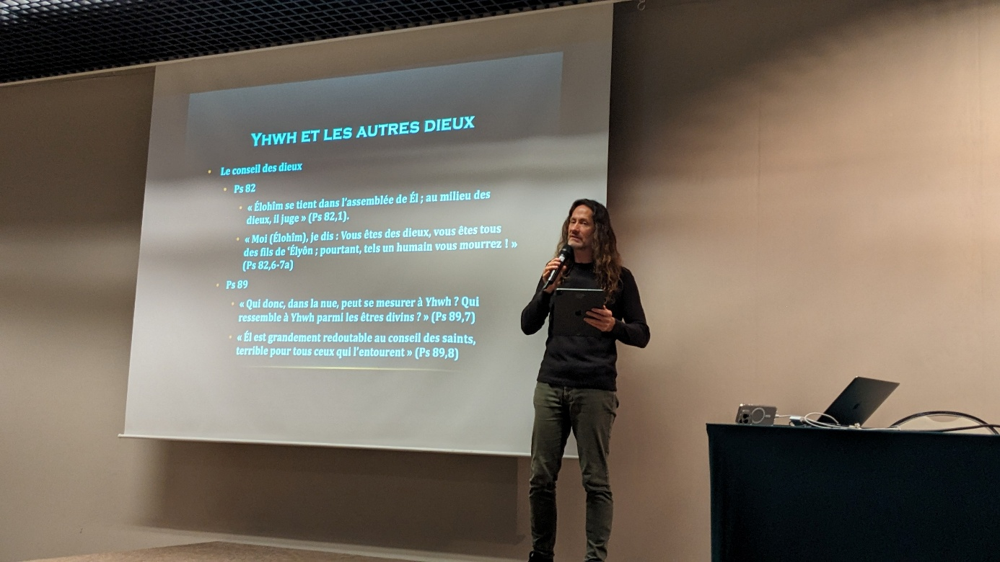 YHWH ET LES AUTRES DIEUX
• Le conseil des dieux
• Ps 82
• « Élohîm se tient dans l'assemblée de Él ; au milieu des
dieux, il juge » (Ps 82,1).
• « Moi (Élohîm), je dis : Vous êtes des dieux, vous êtes tous
des fils de ‘Élyôn ; pourtant, tels un humain vous mourrez ! »
(Ps 82,6-7a)
• Ps 89
• « Qui donc, dans la nue, peut se mesurer à Yhwh ? Qui
ressemble à Yhwh parmi les êtres divins ? » (Ps 89,7)
• « Él est grandement redoutable au conseil des saints,
terrible pour tous ceux qui l'entourent » (Ps 89,8)